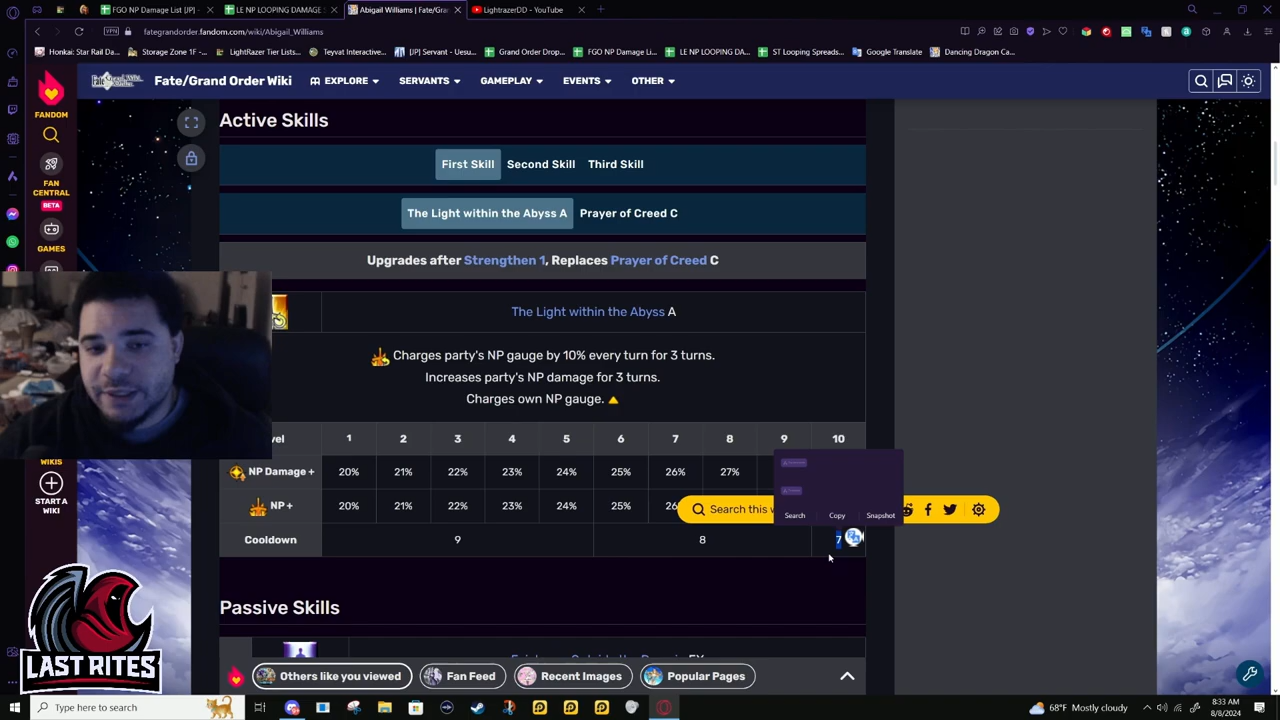 FGO NP Damage List [JP]
LE NP LOOPING DAMAGE
Abigail Williams | Fate/Gran
LightrazerDD - YouTube
VPN
fategrandorder.fandom.com/wiki/Abigail_Williams
Honkai: Star Rail Da...
Storage Zone 1F -...
LightRazer Tier Lists...
Teyvat Interactive...
[JP] Servant - Uesu...
Grand Order Drop...
FGO NP Damage Li...
LE NP LOOPING DA...
ST Looping Spreads...
Google Translate
Dancing Dragon Ca...
Fate/Grand Order Wiki
EXPLORE
SERVANTS
GAMEPLAY
EVENTS
OTHER
FANDOM
FAN
CENTRAL
BETA
GAMES
WIKIS
START A
WIKI
Active Skills
First Skill Second Skill Third Skill
The Light within the Abyss A Prayer of Creed C
Upgrades after Strengthen 1, Replaces Prayer of Creed C
The Light within the Abyss A
Charges party's NP gauge by 10% every turn for 3 turns.
Increases party's NP damage for 3 turns.
Charges own NP gauge.
vel 1 2 3 4 5 6 7 8 9 10
NP Damage + 20% 21% 22% 23% 24% 25% 26% 27%
NP + 20% 21% 22% 23% 24% 25%
Search this
Search Copy Snapshot
Cooldown 9 8 7
Passive Skills
Others like you viewed
Fan Feed
Recent Images
Popular Pages
LAST RITES
Type here to search
68°F Mostly cloudy
8:33 AM
8/8/2024